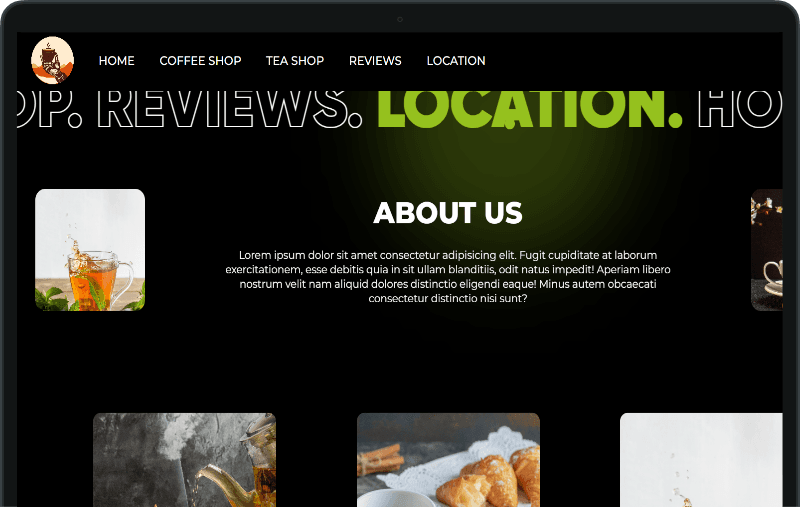 HOME COFFEE SHOP TEA SHOP REVIEWS LOCATION
OP. REVIEWS. LOCATION. HO
ABOUT US
Lorem ipsum dolor sit amet consectetur adipisicing elit. Fugit cupiditate at laborum
exercitationem, esse debitis quia in sit ullam blanditiis, odit natus impedit! Aperiam libero
nostrum velit nam aliquid dolores distinctio eligendi eaque! Minus autem obcaecati
consectetur distinctio nisi sunt?